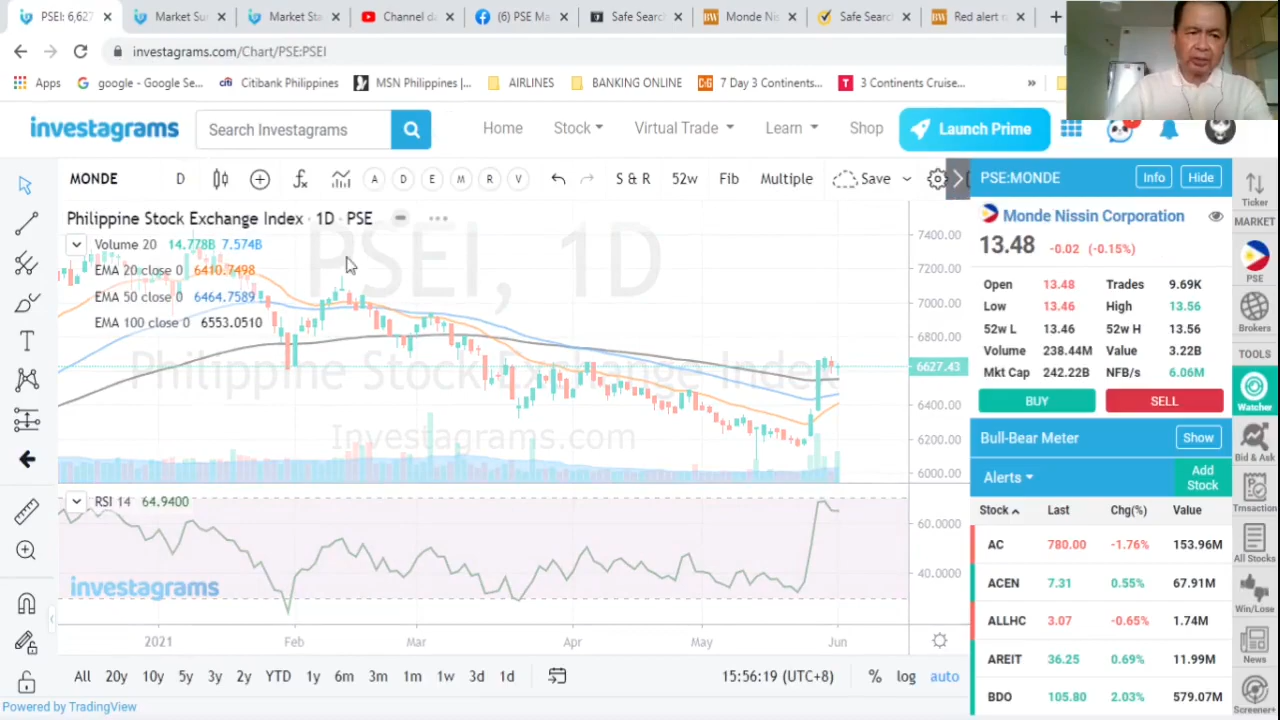 PSEI: 6,627
Market Su
Market Sta
Channel da
(6) PSE Ma
Safe Searc
Monde Nis
Safe Searc
Red alert
investagrams.com/Chart/PSE:PSEI
Apps
google - Google Se...
Citibank Philippines
MSN Philippines |...
AIRLINES
BANKING ONLINE
7 Day 3 Continents...
3 Continents Cruise...
»
investagrams
Search Investagrams
Home
Stock
Virtual Trade
Learn
Shop
Launch Prime
MONDE
D
A
D
E
M
R
V
S & R
52w
Fib
Multiple
Save
PSE:MONDE
Info
Hide
Philippine Stock Exchange Index · 1D · PSE
Volume 20 14.778B 7.574B
EMA 20 close 0 6410.7498
EMA 50 close 0 6464.7589
EMA 100 close 0 6553.0510
PSEI, 1D
Philippine Stock Exchange Index
Investagrams.com
7400.00
7200.00
7000.00
6800.00
6627.43
6400.00
6200.00
6000.00
RSI 14 64.9400
60.0000
40.0000
investagrams
2021
Feb
Mar
Apr
May
Jun
All
20y
10y
5y
3y
2y
YTD
1y
6m
3m
1m
1w
3d
1d
15:56:19 (UTC+8)
%
log
auto
Powered by TradingView
Monde Nissin Corporation
13.48 -0.02 (-0.15%)
Open 13.48 Trades 9.69K
Low 13.46 High 13.56
52w L 13.46 52w H 13.56
Volume 238.44M Value 3.22B
Mkt Cap 242.22B NFB/s 6.06M
BUY
SELL
Bull-Bear Meter
Show
Alerts
Add Stock
Stock Last Chg(%) Value
AC 780.00 -1.76% 153.96M
ACEN 7.31 0.55% 67.91M
ALLHC 3.07 -0.65% 1.74M
AREIT 36.25 0.69% 11.99M
BDO 105.80 2.03% 579.07M
Ticker
MARKET
PSE
Brokers
TOOLS
Watcher
Bid & Ask
Trnsaction
All Stocks
Win/Lose
News
Screener+